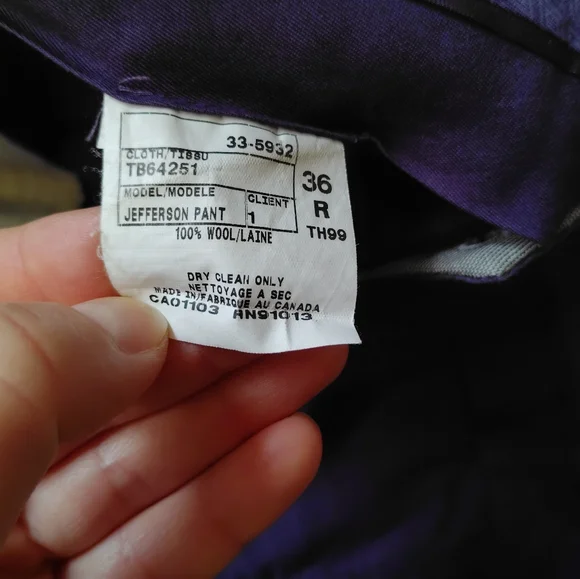 33-5932
CLOTH/TISSU
TB64251
MODEL/MODELE
CLIENT
JEFFERSON PANT
1
36
R
TH99
100% WOOL/LAINE
DRY CLEAN ONLY
NETTOYAGE A SEC
MADE IN/FABRIQUE AU CANADA
CA01103 RN91013